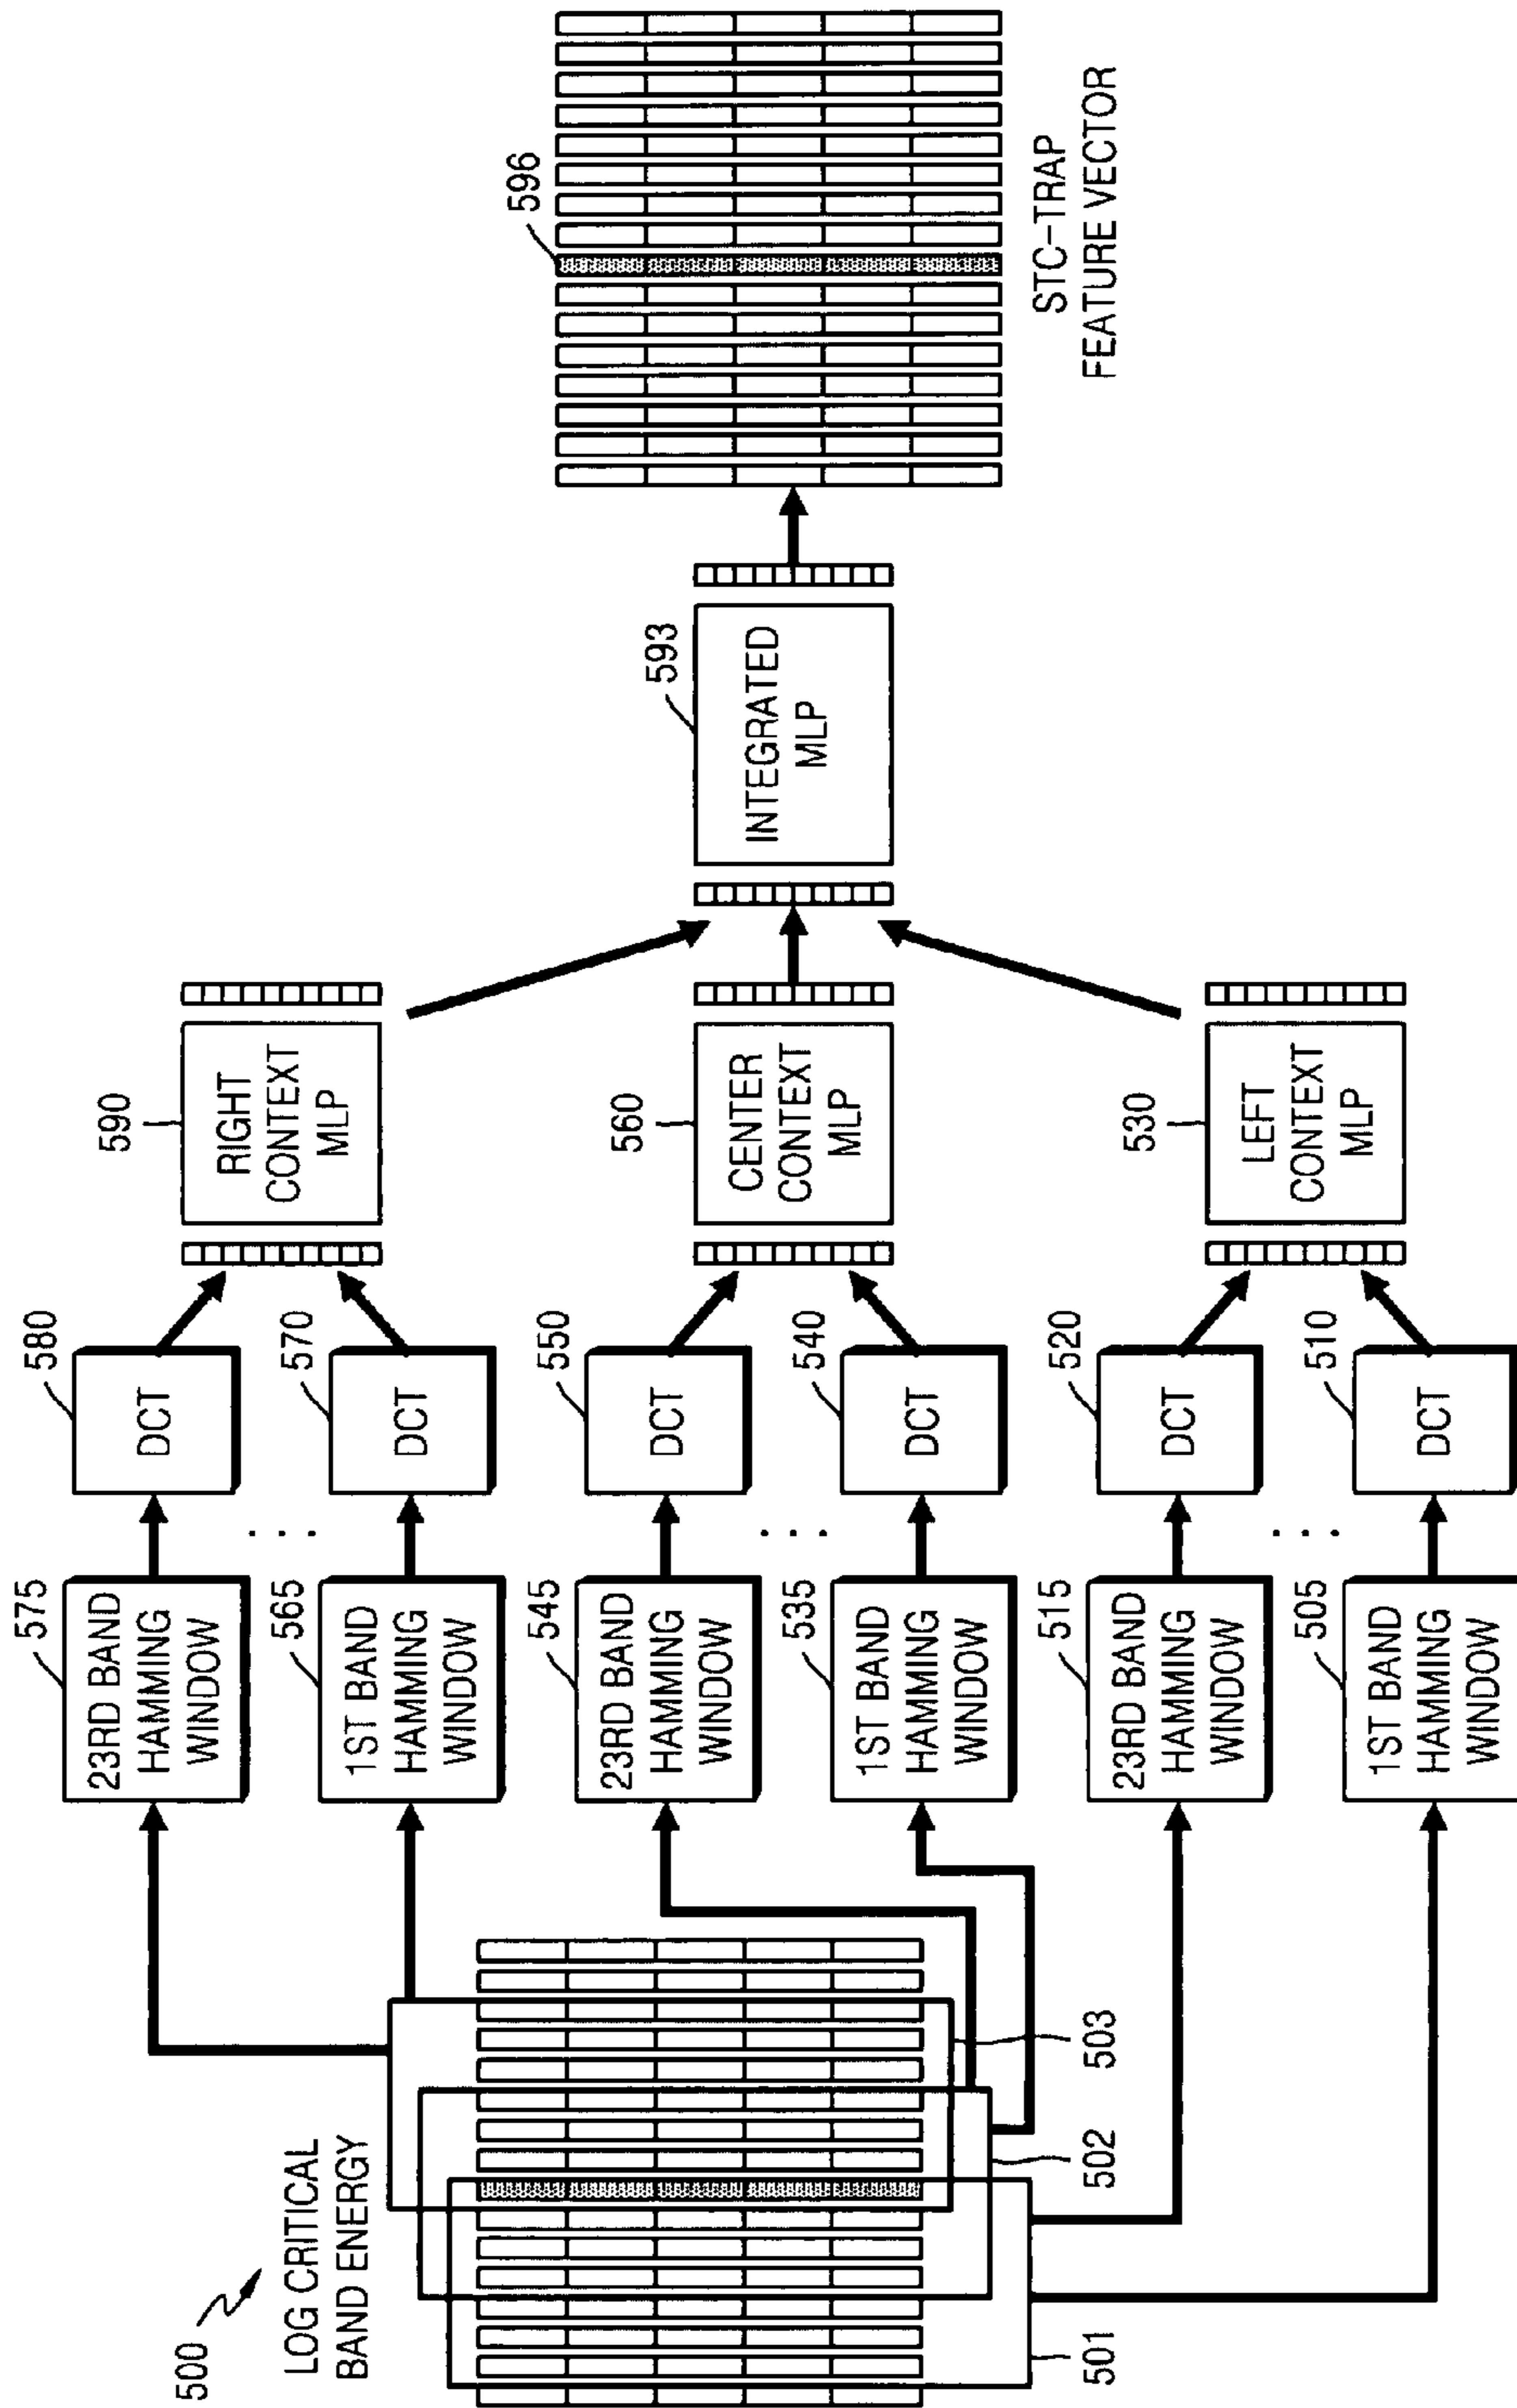 500
LOG CRITICAL
BAND ENERGY
501
502
503
575
23RD BAND
HAMMING
WINDOW
580
DCT
. . .
565
1ST BAND
HAMMING
WINDOW
570
DCT
590
RIGHT
CONTEXT
MLP
545
23RD BAND
HAMMING
WINDOW
550
DCT
. . .
535
1ST BAND
HAMMING
WINDOW
540
DCT
560
CENTER
CONTEXT
MLP
515
23RD BAND
HAMMING
WINDOW
520
DCT
. . .
505
1ST BAND
HAMMING
WINDOW
510
DCT
530
LEFT
CONTEXT
MLP
593
INTEGRATED
MLP
596
STC-TRAP
FEATURE VECTOR